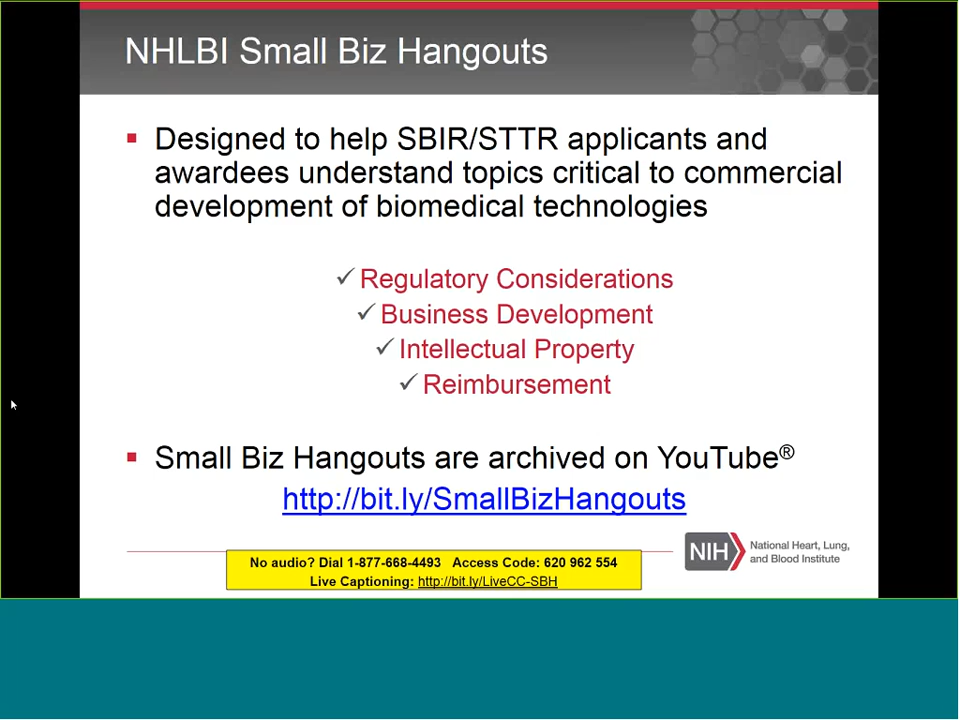 NHLBI Small Biz Hangouts
Designed to help SBIR/STTR applicants and
awardees understand topics critical to commercial
development of biomedical technologies
✓ Regulatory Considerations
✓ Business Development
✓ Intellectual Property
✓ Reimbursement
Small Biz Hangouts are archived on YouTube®
http://bit.ly/SmallBizHangouts
NIH National Heart, Lung,
and Blood Institute
No audio? Dial 1-877-668-4493 Access Code: 620 962 554
Live Captioning: http://bit.ly/LiveCC-SBH